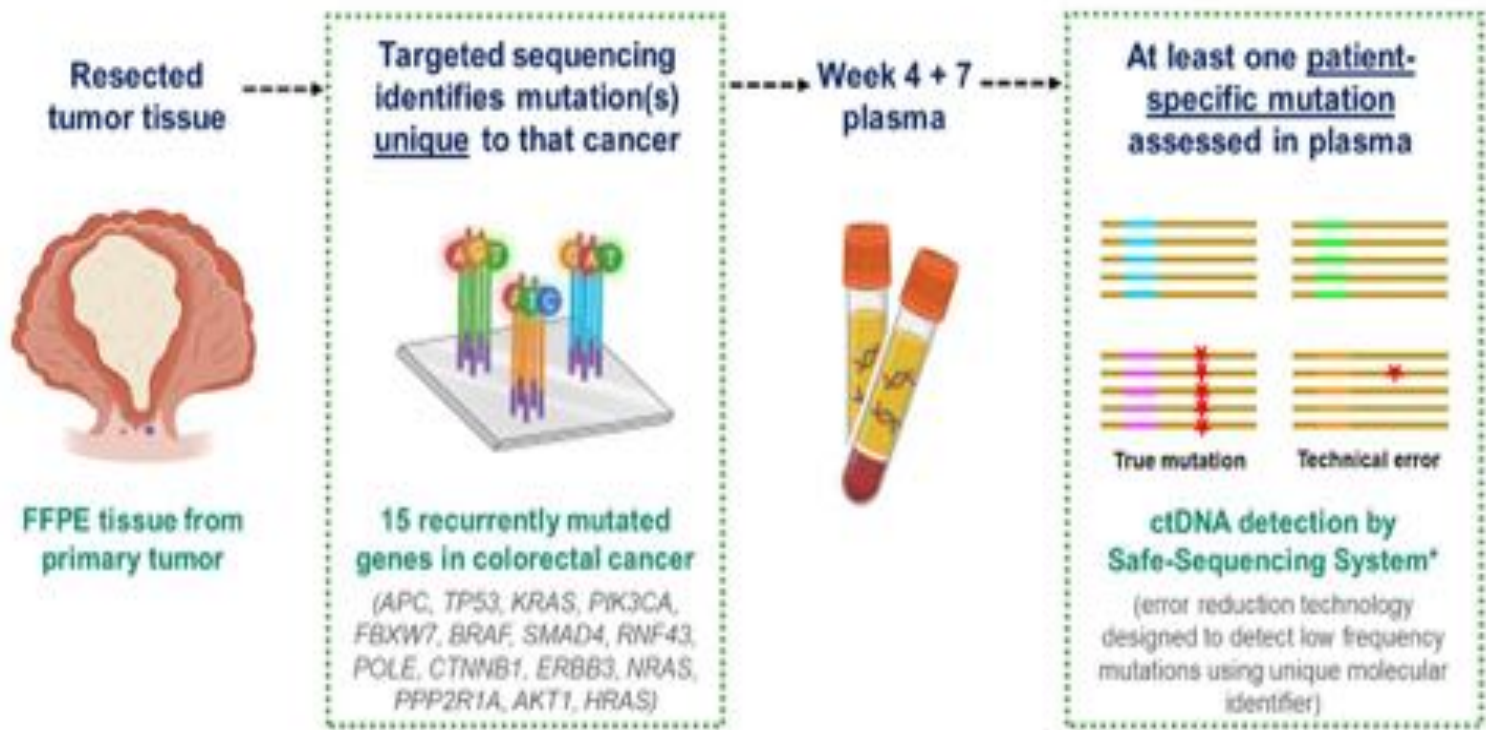 Resected
tumor tissue
Targeted sequencing
identifies mutation(s)
unique to that cancer
Week 4 + 7
plasma
At least one patient-
specific mutation
assessed in plasma
A
T
C A T
C
True mutation
Technical error
FFPE tissue from
primary tumor
15 recurrently mutated
genes in colorectal cancer
(APC, TP53, KRAS, PIK3CA,
FBXW7, BRAF, SMAD4, RNF43,
POLE, CTNNB1, ERBB3, NRAS,
PPP2R1A, AKT1, HRAS)
ctDNA detection by
Safe-Sequencing System*
(error reduction technology
designed to detect low frequency
mutations using unique molecular
identifier)